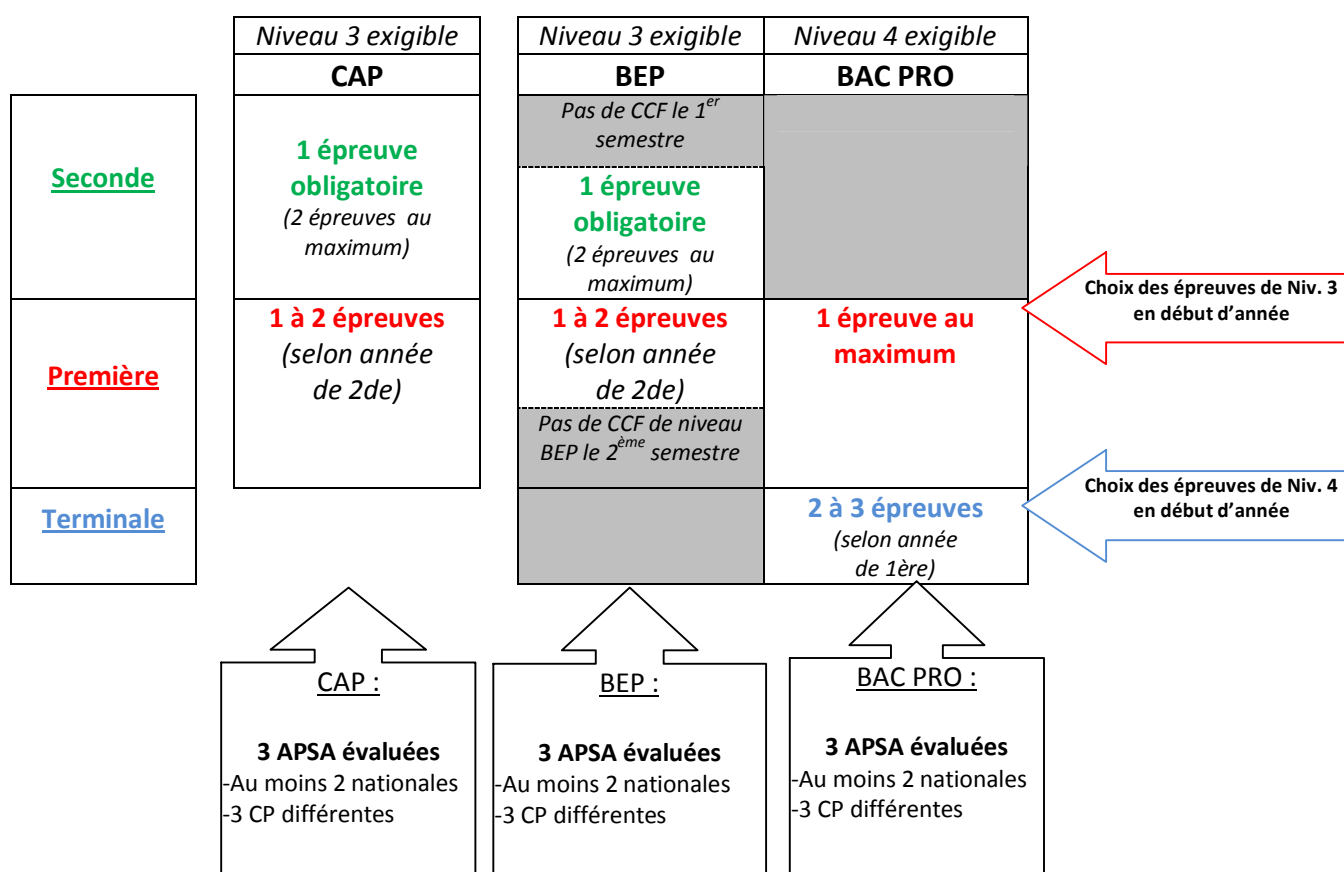 Niveau 3 exigible
CAP
Niveau 3 exigible
Niveau 4 exigible
BEP
BAC PRO
Seconde
1 épreuve
obligatoire
(2 épreuves au
maximum)
Pas de CCF le 1er
semestre
1 épreuve
obligatoire
(2 épreuves au
maximum)
Choix des épreuves de Niv. 3
en début d'année
Première
1 à 2 épreuves
(selon année
de 2de)
1 à 2 épreuves
(selon année
de 2de)
Pas de CCF de niveau
BEP le 2ème semestre
1 épreuve au
maximum
Choix des épreuves de Niv. 4
en début d'année
Terminale
2 à 3 épreuves
(selon année
de 1ère)
CAP :
3 APSA évaluées
-Au moins 2 nationales
-3 CP différentes
BEP :
3 APSA évaluées
-Au moins 2 nationales
-3 CP différentes
BAC PRO :
3 APSA évaluées
-Au moins 2 nationales
-3 CP différentes